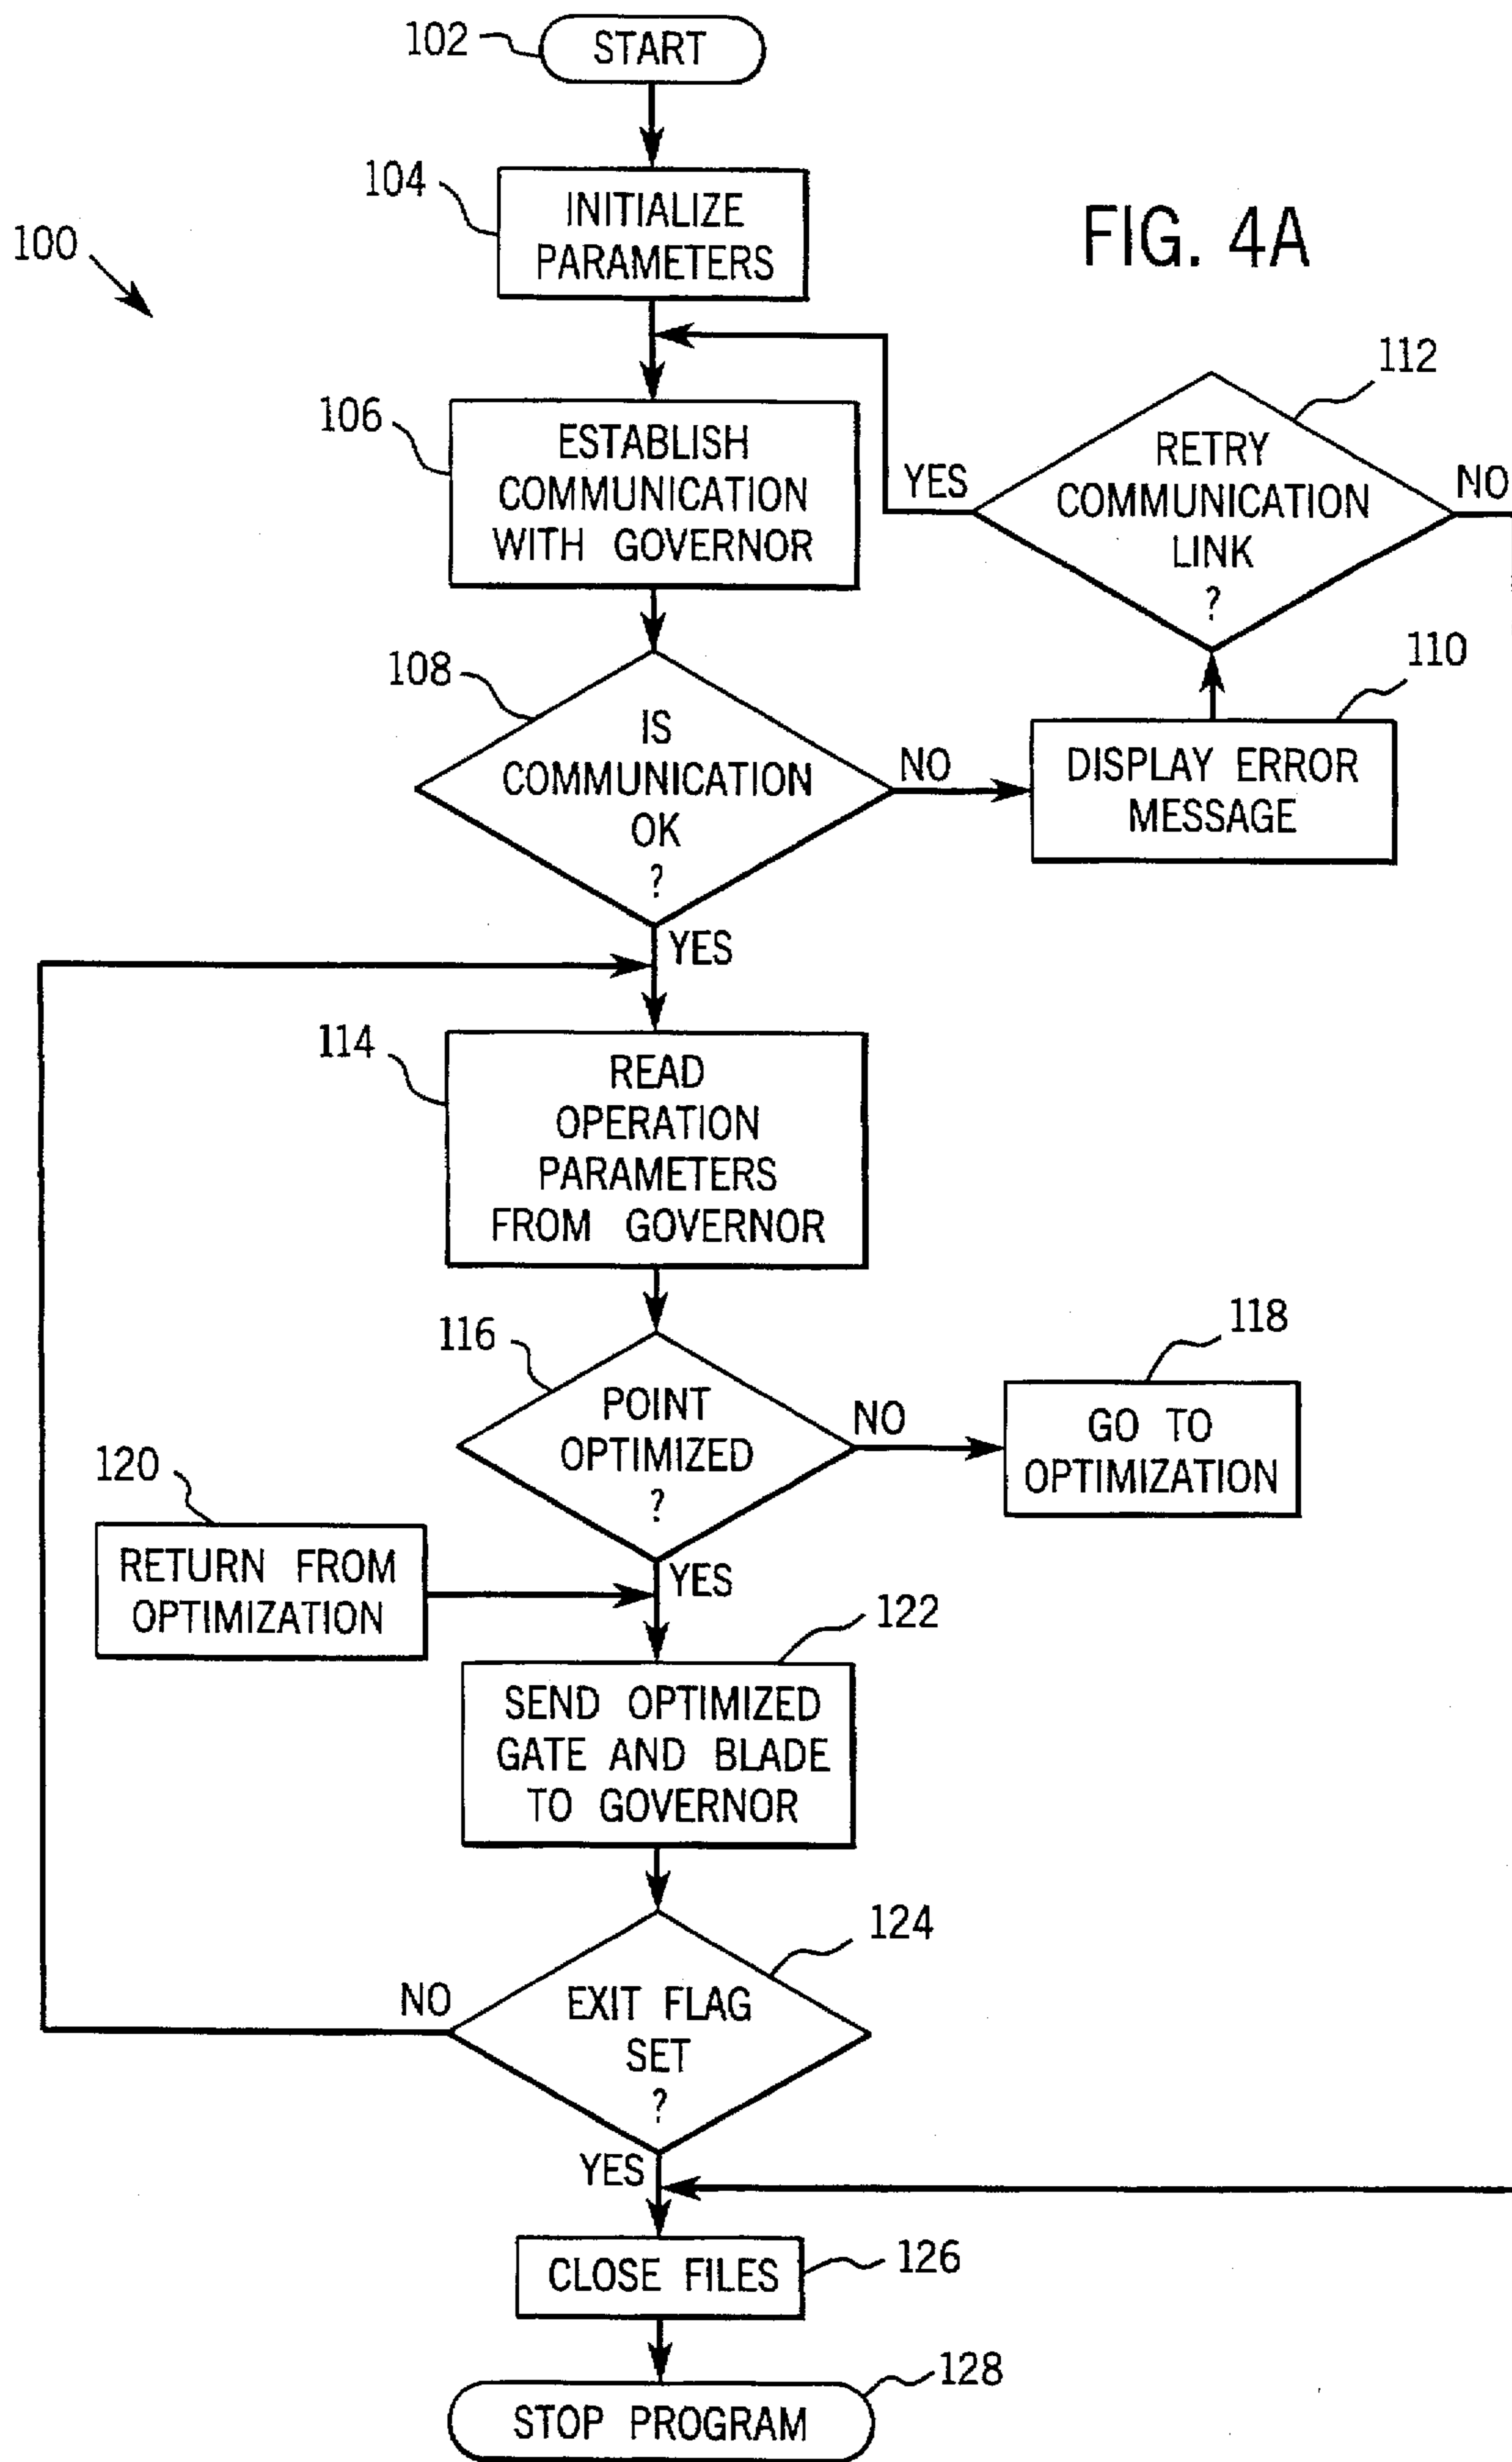 102
START
104
INITIALIZE
PARAMETERS
100
FIG. 4A
112
106
ESTABLISH
COMMUNICATION
WITH GOVERNOR
YES
RETRY
COMMUNICATION
LINK
?
NO
108
IS
COMMUNICATION
OK
?
NO
110
DISPLAY ERROR
MESSAGE
YES
114
READ
OPERATION
PARAMETERS
FROM GOVERNOR
116
POINT
OPTIMIZED
?
NO
118
GO TO
OPTIMIZATION
120
RETURN FROM
OPTIMIZATION
YES
122
SEND OPTIMIZED
GATE AND BLADE
TO GOVERNOR
124
NO
EXIT FLAG
SET
?
YES
CLOSE FILES
126
STOP PROGRAM
128